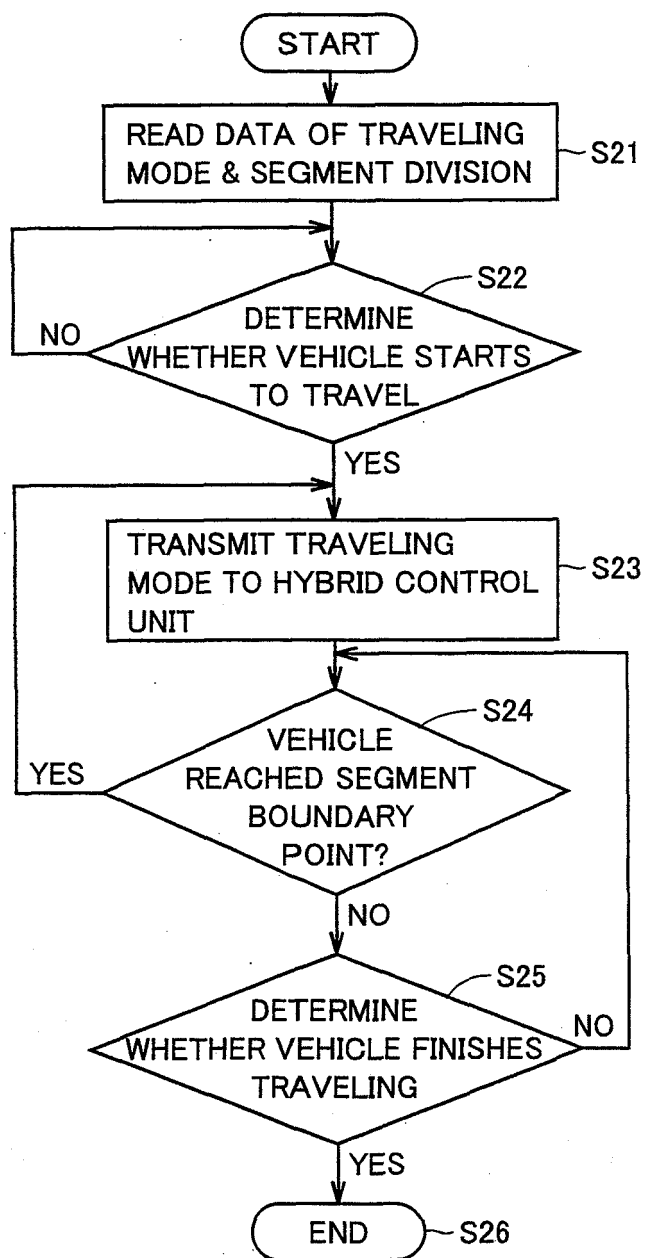 START
READ DATA OF TRAVELING
MODE & SEGMENT DIVISION
S21
S22
DETERMINE
WHETHER VEHICLE STARTS
TO TRAVEL
NO
YES
TRANSMIT TRAVELING
MODE TO HYBRID CONTROL
UNIT
S23
S24
VEHICLE
REACHED SEGMENT
BOUNDARY
POINT?
YES
NO
S25
DETERMINE
WHETHER VEHICLE FINISHES
TRAVELING
NO
YES
END
S26